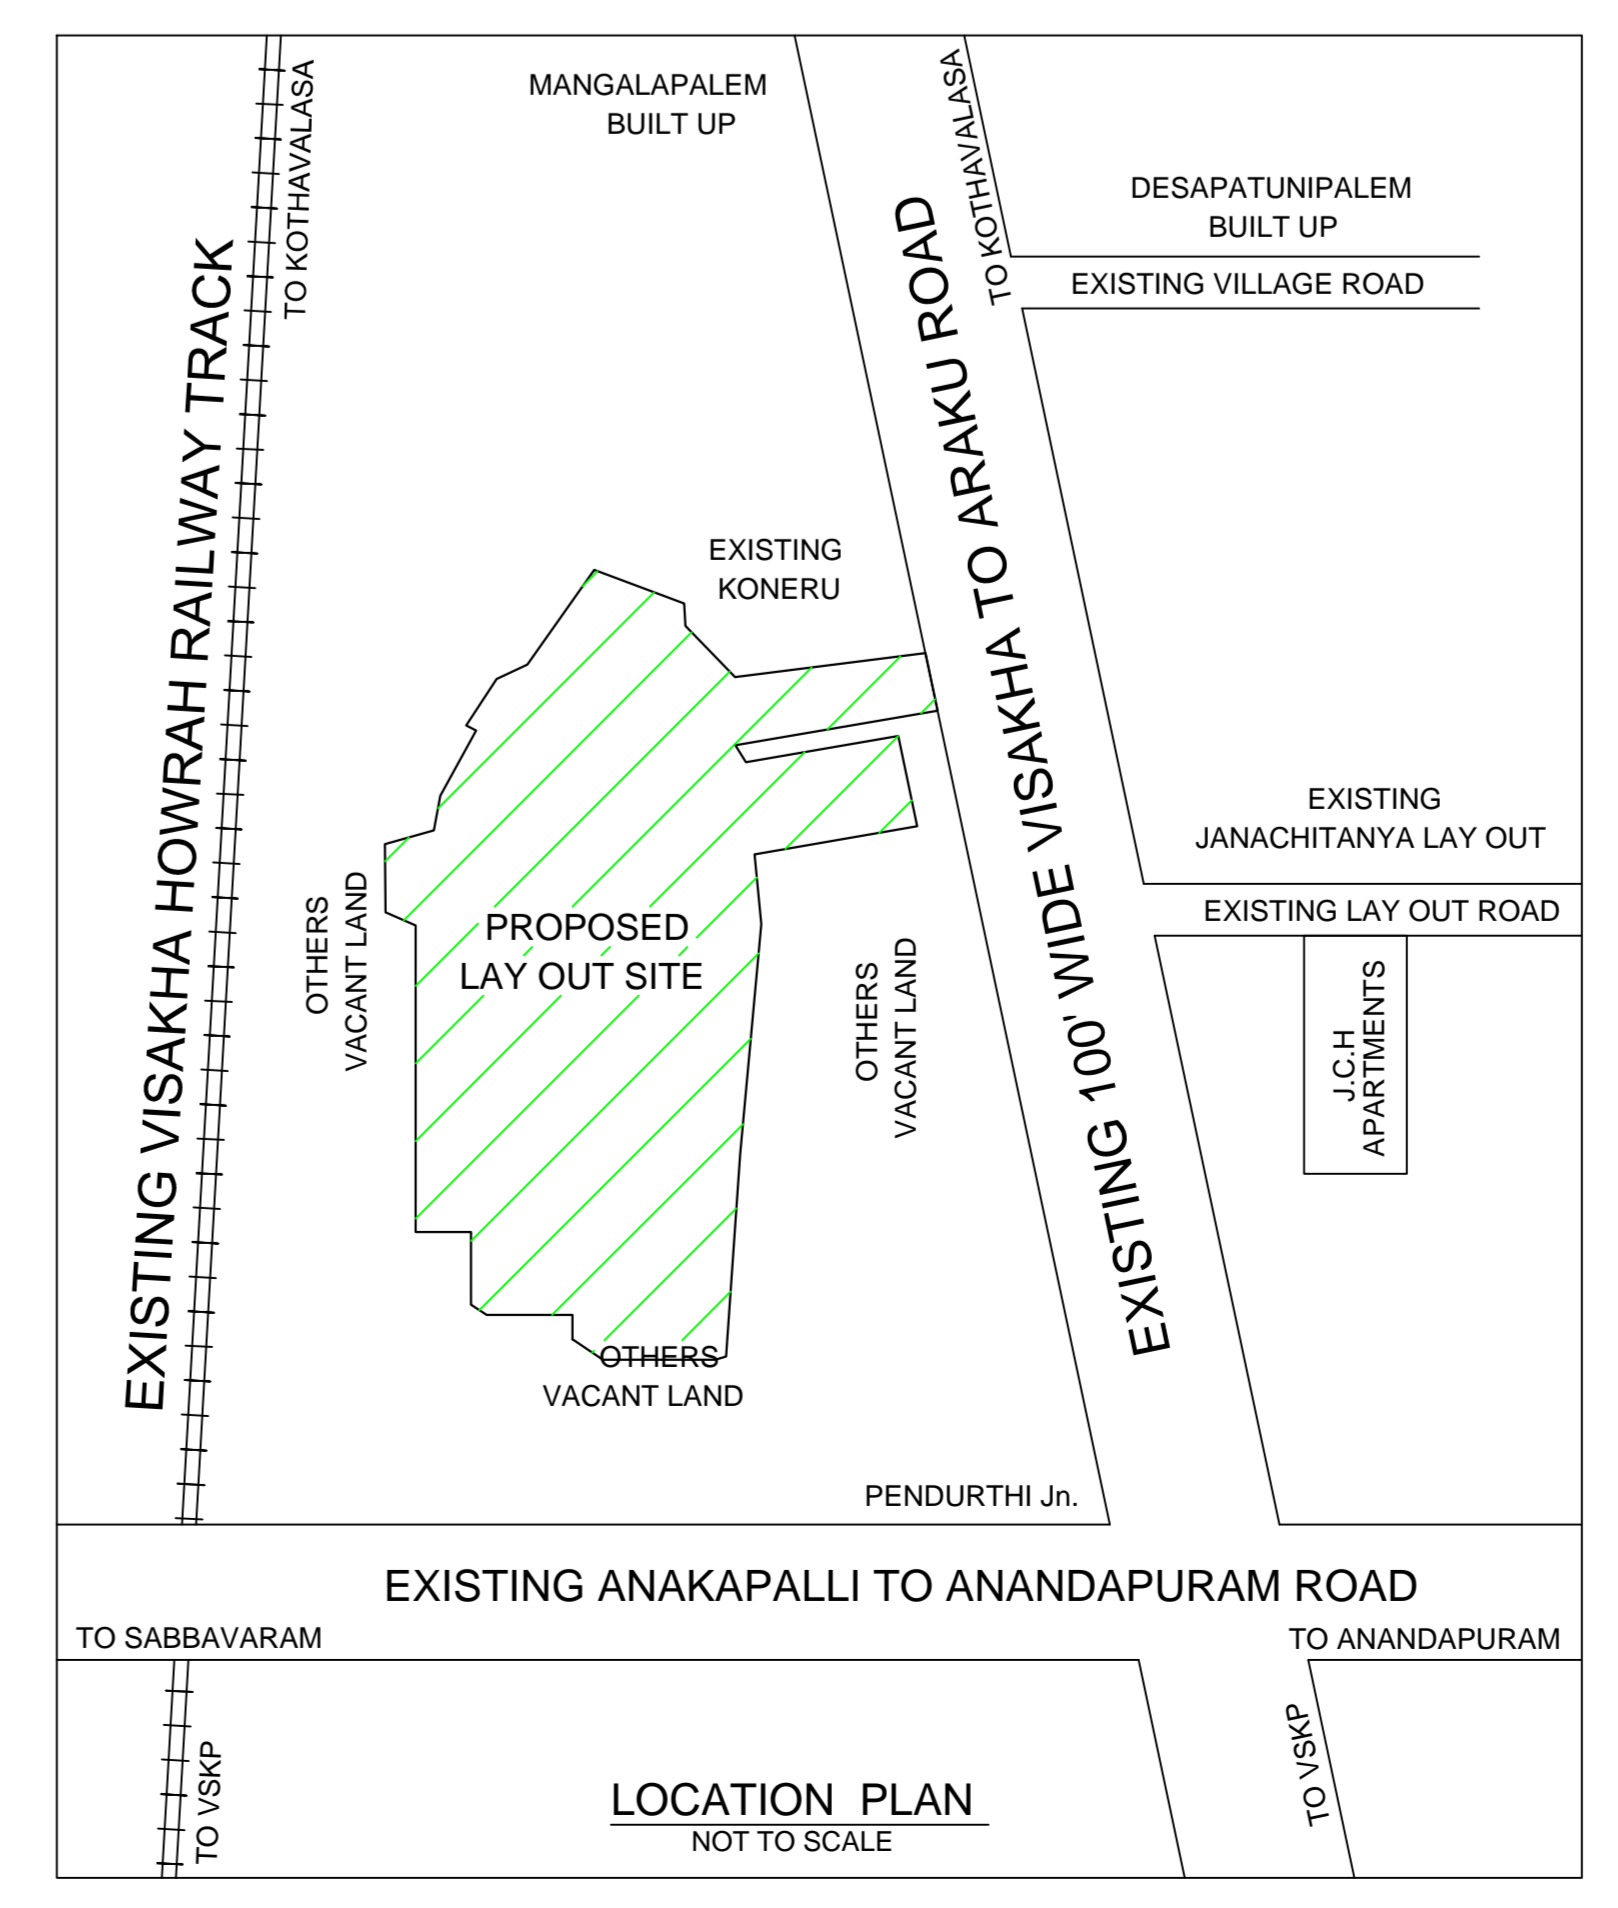 MANGALAPALEM
BUILT UP
TO KOTHAVALASA
TO KOTHAVALASA
DESAPATUNIPALEM
BUILT UP
EXISTING VILLAGE ROAD
EXISTING VISAKHA HOWRAH RAILWAY TRACK
EXISTING 100' WIDE VISAKHA TO ARAKU ROAD
EXISTING
KONERU
EXISTING
JANACHITANYA LAY OUT
EXISTING LAY OUT ROAD
OTHERS
VACANT LAND
PROPOSED
LAY OUT SITE
OTHERS
VACANT LAND
J.C.H
APARTMENTS
OTHERS
VACANT LAND
PENDURTHI Jn.
EXISTING ANAKAPALLI TO ANANDAPURAM ROAD
TO SABBAVARAM
TO ANANDAPURAM
TO VSKP
TO VSKP
LOCATION PLAN
NOT TO SCALE